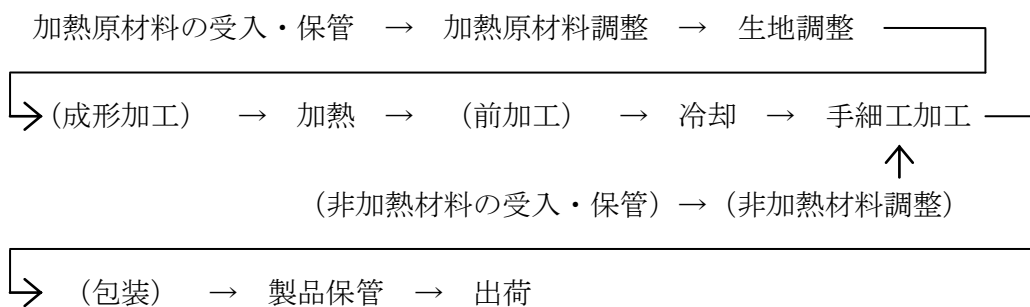 加熱原材料の受入・保管 → 加熱原材料調整 → 生地調整
(成形加工) → 加熱 → (前加工) → 冷却 → 手細工加工
(非加熱材料の受入・保管) → (非加熱材料調整)
(包装) → 製品保管 → 出荷